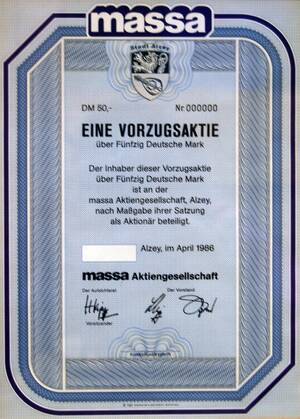 massa
Stadt Alzey
DM 50,- Nr 000000
EINE VORZUGSAKTIE
über Fünfzig Deutsche Mark
Der Inhaber dieser Vorzugsaktie
über Fünfzig Deutsche Mark
ist an der
massa Aktiengesellschaft, Alzey,
nach Maßgabe ihrer Satzung
als Aktionär beteiligt.
Alzey, im April 1986
massa Aktiengesellschaft
Der Aufsichtsrat Der Vorstand
Vorsitzender